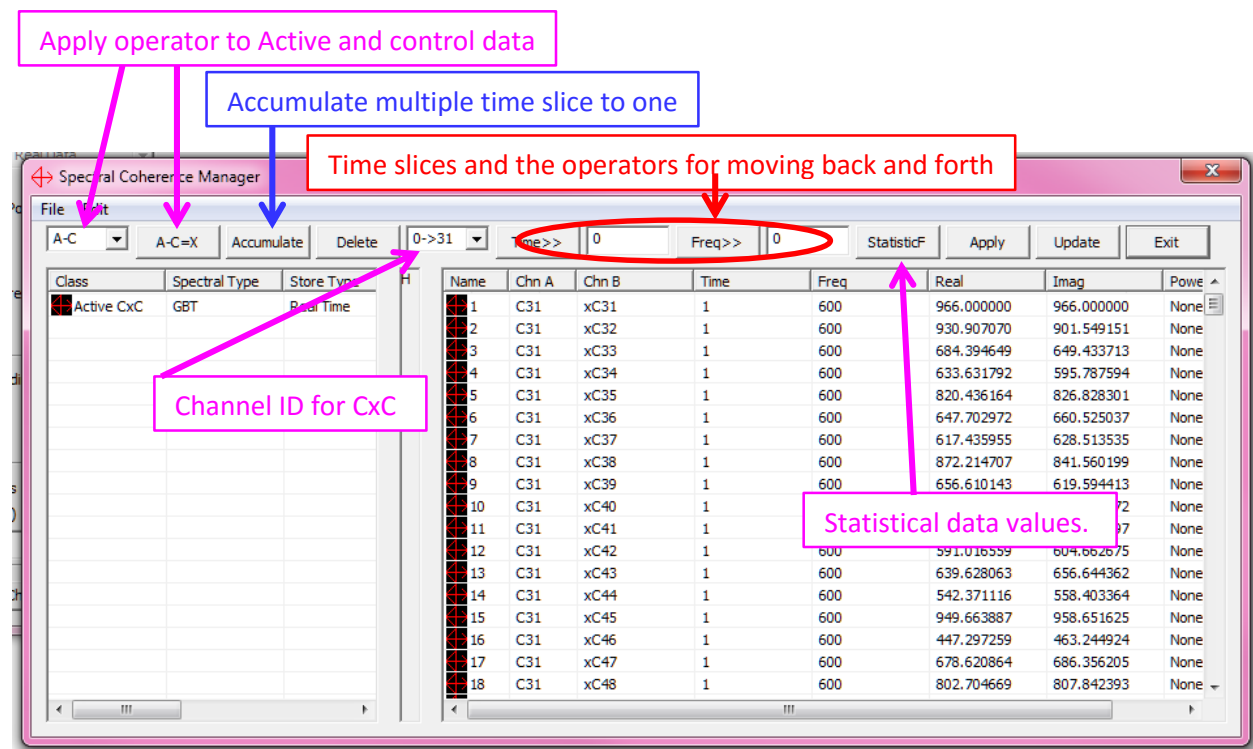 Apply operator to Active and control data
Accumulate multiple time slice to one
Time slices and the operators for moving back and forth
Spectral Coherence Manager
File Edit
A-C A-C=X Accumulate Delete 0->31 Time>> 0 Freq>> 0 StatisticF Apply Update Exit
Class Spectral Type Store Type H Name Chn A Chn B Time Freq Real Imag Powe
Active CxC GBT Real Time 1 C31 xC31 1 600 966.000000 966.000000 None
2 C31 xC32 1 600 930.907070 901.549151 None
3 C31 xC33 1 600 684.394649 649.433713 None
4 C31 xC34 1 600 633.631792 595.787594 None
5 C31 xC35 1 600 820.436164 826.828301 None
Channel ID for CxC
6 C31 xC36 1 600 647.702972 660.525037 None
7 C31 xC37 1 600 617.435955 628.513535 None
8 C31 xC38 1 600 872.214707 841.560199 None
9 C31 xC39 1 600 656.610143 619.594413 None
10 C31 xC40 1 None
11 C31 xC41 1 None
Statistical data values.
12 C31 xC42 1 600 591.016559 604.662675 None
13 C31 xC43 1 600 639.628063 656.644362 None
14 C31 xC44 1 600 542.371116 558.403364 None
15 C31 xC45 1 600 949.663887 958.651625 None
16 C31 xC46 1 600 447.297259 463.244924 None
17 C31 xC47 1 600 678.620864 686.356205 None
18 C31 xC48 1 600 802.704669 807.842393 None